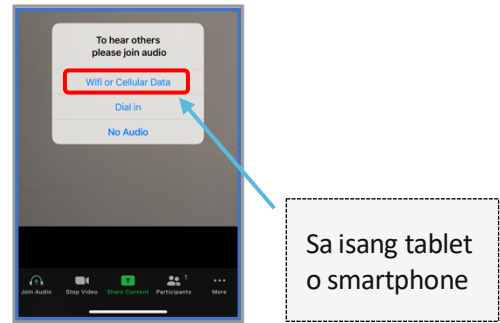 To hear others
please join audio
Wifi or Cellular Data
Dial in
No Audio
1
Join Audio Stop Video Share Content Participants More
Sa isang tablet
o smartphone